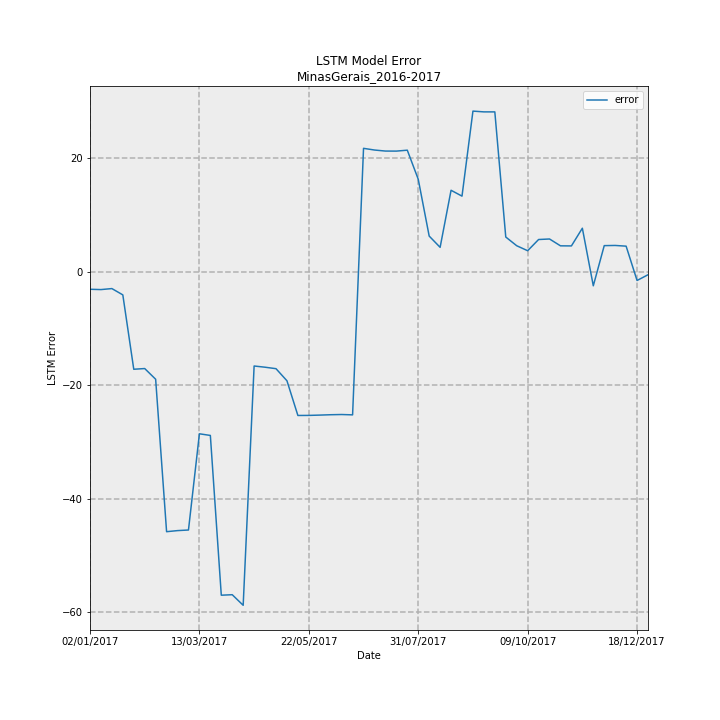 LSTM Model Error
MinasGerais_2016-2017
error
20
0
−20
−40
−60
LSTM Error
02/01/2017 13/03/2017 22/05/2017 31/07/2017 09/10/2017 18/12/2017
Date